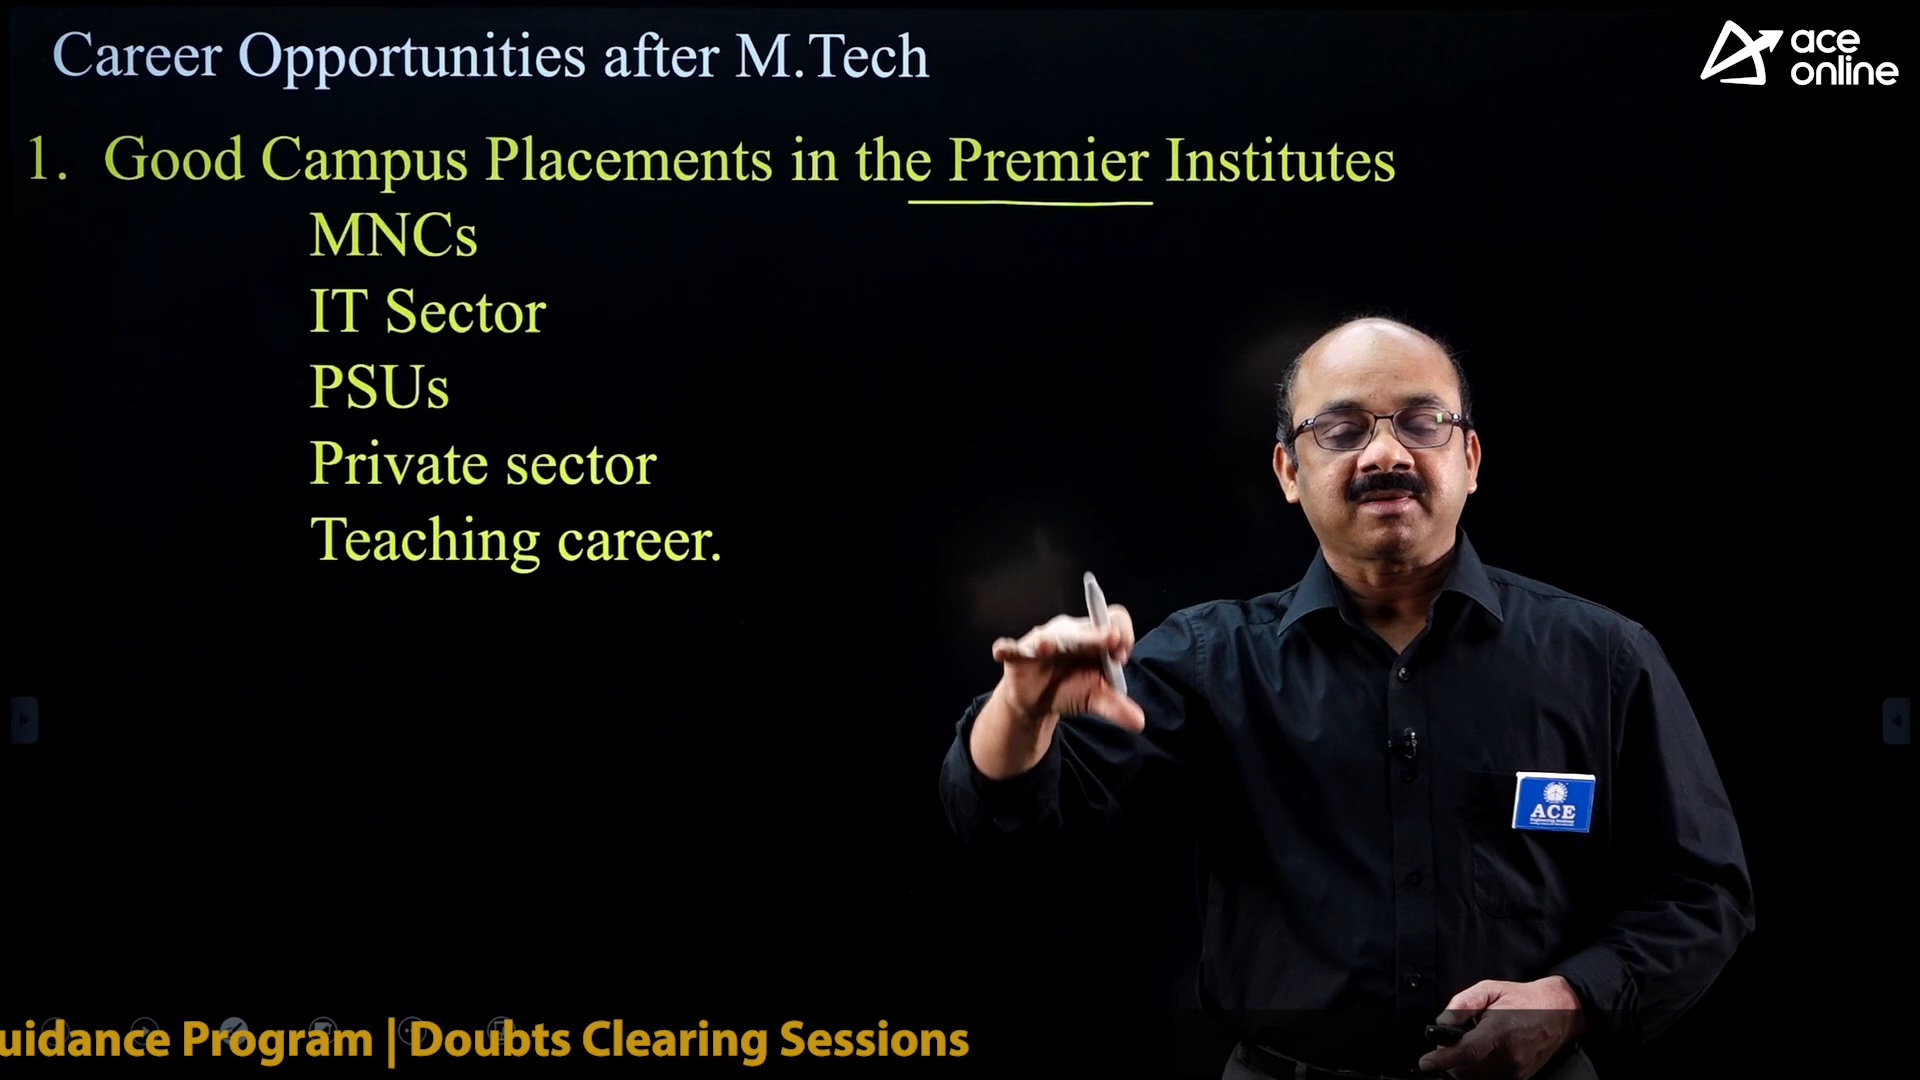 Career Opportunities after M.Tech
ace
online
1. Good Campus Placements in the Premier Institutes
MNCs
IT Sector
PSUs
Private sector
Teaching career.
ACE
uidance Program | Doubts Clearing Sessions